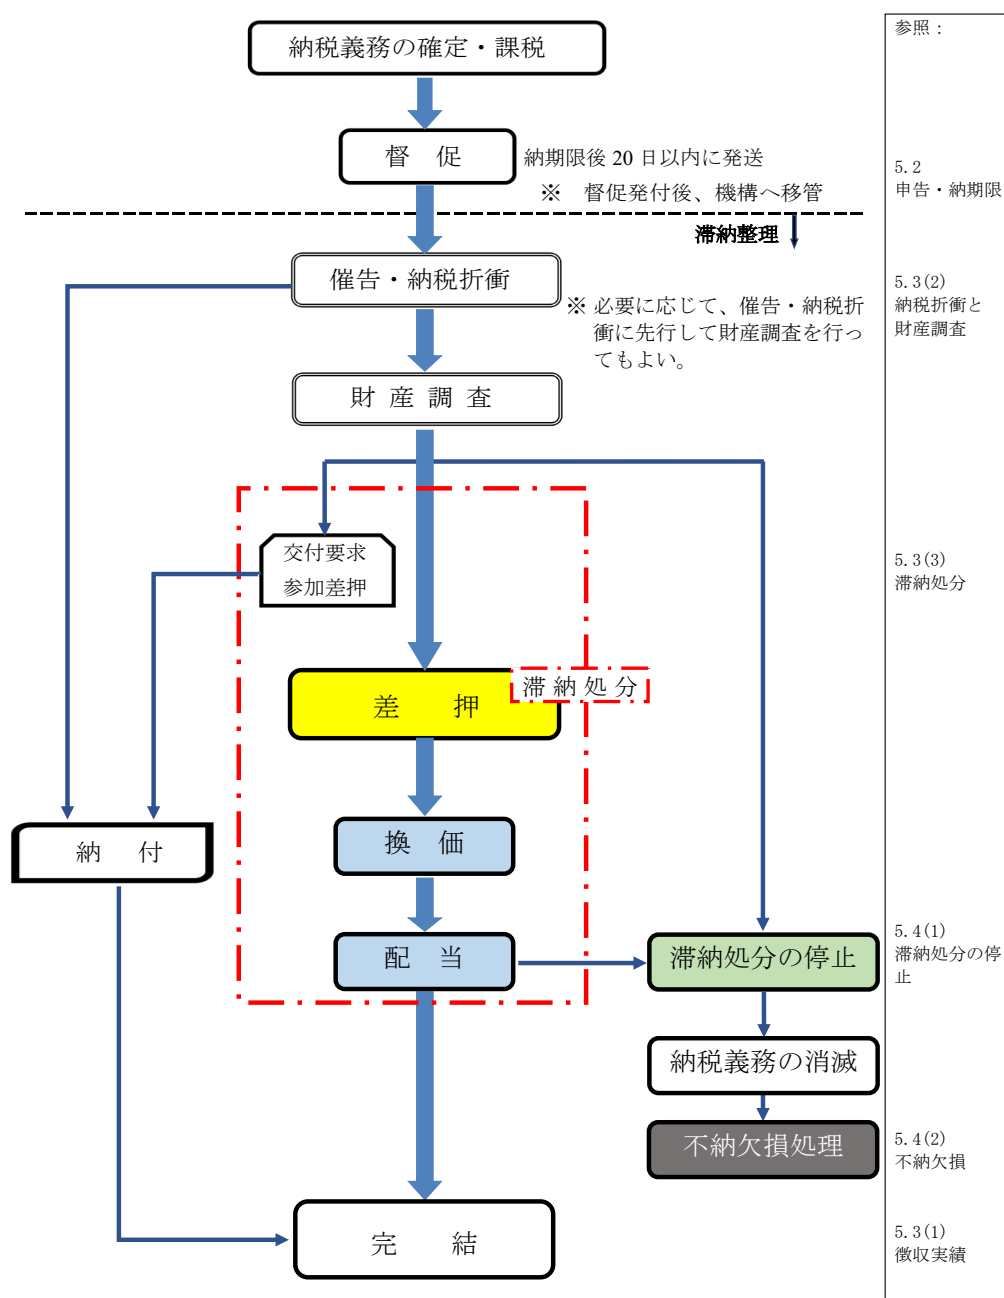 納税義務の確定・課税
督 促
納期限後 20 日以内に発送
※ 督促発付後、機構へ移管
滞納整理
催告・納税折衝
※ 必要に応じて、催告・納税折
衝に先行して財産調査を行っ
てもよい。
財 産 調 査
交付要求
参加差押
差 押
滞 納 処 分
換 価
納 付
配 当
滞納処分の停止
納税義務の消滅
不納欠損処理
完 結
参照：
5.2
申告・納期限
5.3(2)
納税折衝と
財産調査
5.3(3)
滞納処分
5.4(1)
滞納処分の停
止
5.4(2)
不納欠損
5.3(1)
徴収実績